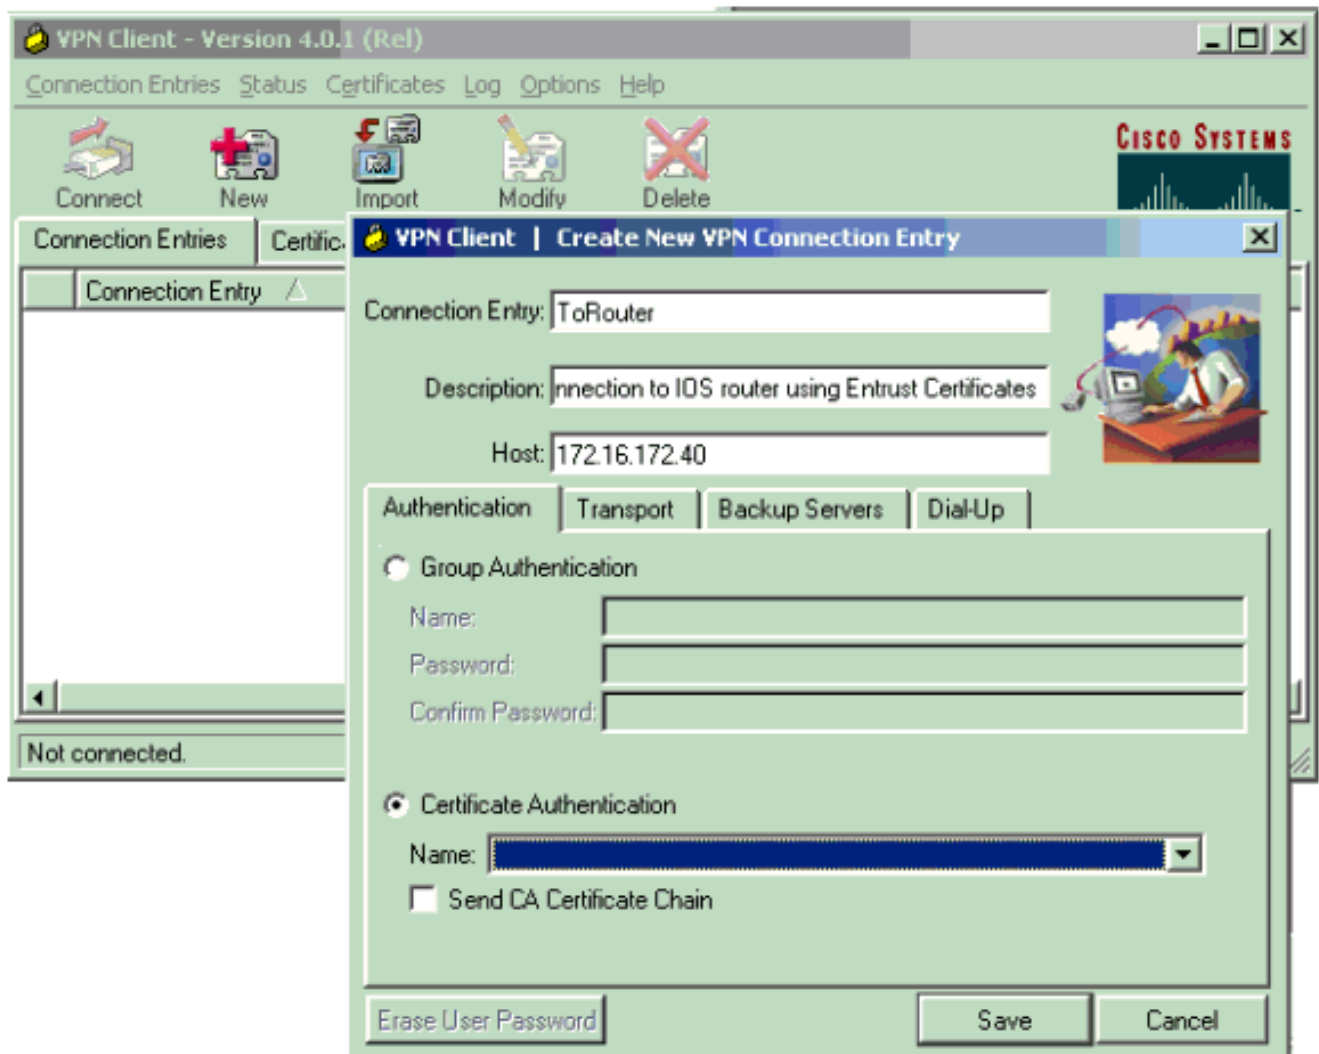 VPN Client - Version 4.0.1 (Rel)
Connection Entries Status Certificates Log Options Help
CISCO SYSTEMS
Connect New Import Modify Delete
Connection Entries Certific
Connection Entry
VPN Client | Create New VPN Connection Entry
Connection Entry: ToRouter
Description: nnection to IOS router using Entrust Certificates
Host: 172.16.172.40
Authentication Transport Backup Servers Dial-Up
Group Authentication
Name:
Password:
Confirm Password:
Certificate Authentication
Name:
Send CA Certificate Chain
Not connected.
Erase User Password Save Cancel